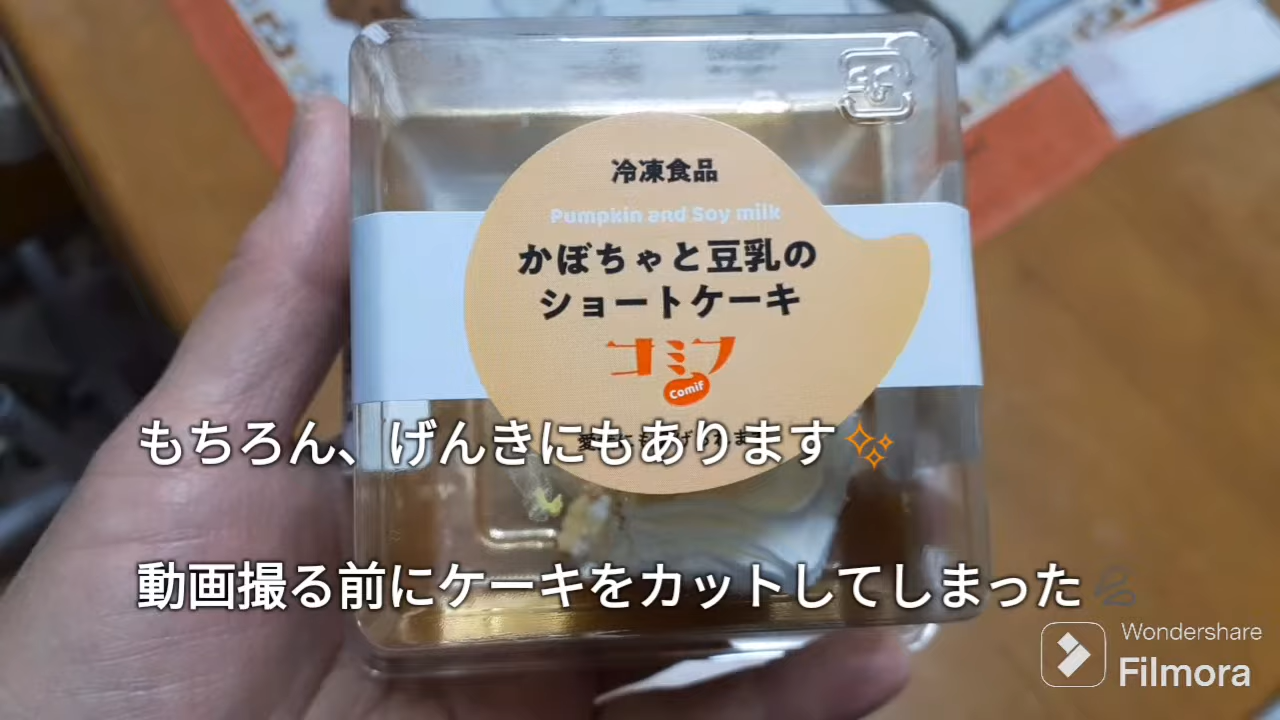 冷凍食品
Pumpkin and Soy milk
かぼちゃと豆乳の
ショートケーキ
コミフ
Comif
もちろん、げんきにもあります✨
動画撮る前にケーキをカットしてしまった💦
Wondershare
Filmora